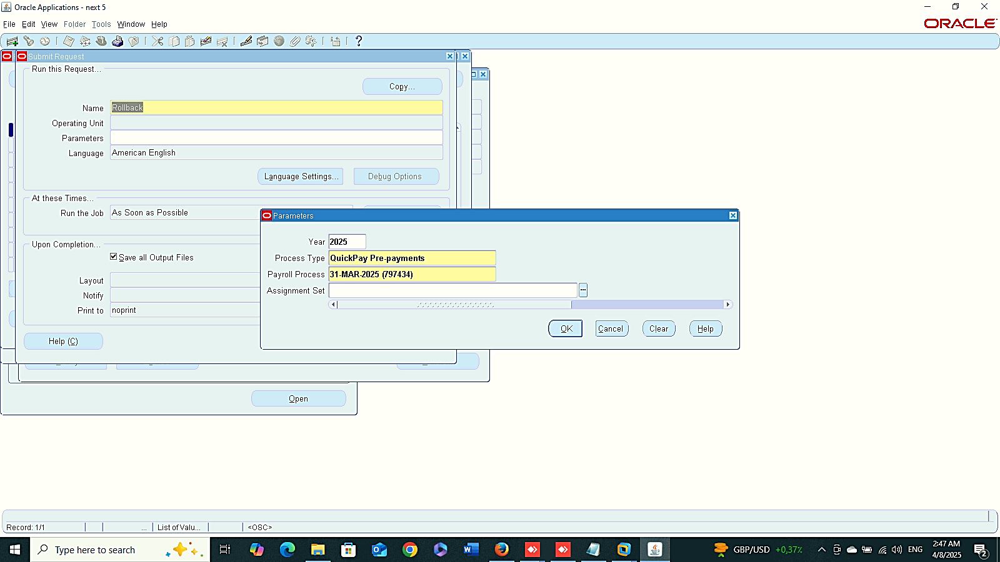 Oracle Applications - next 5
File Edit View Folder Tools Window Help
ORACLE
Submit Request
Run this Request...
Copy...
Name Rollback
Operating Unit
Parameters
Language American English
Language Settings... Debug Options
At these Times...
Run the Job As Soon as Possible
Upon Completion...
Save all Output Files
Layout
Notify
Print to noprint
Help (C)
Parameters
Year 2025
Process Type QuickPay Pre-payments
Payroll Process 31-MAR-2025 (797434)
Assignment Set
OK Cancel Clear Help
Open
Record: 1/1 ... List of Valu... <OSC>
Type here to search
GBP/USD +0,37% ENG 2:47 AM
4/8/2025 2